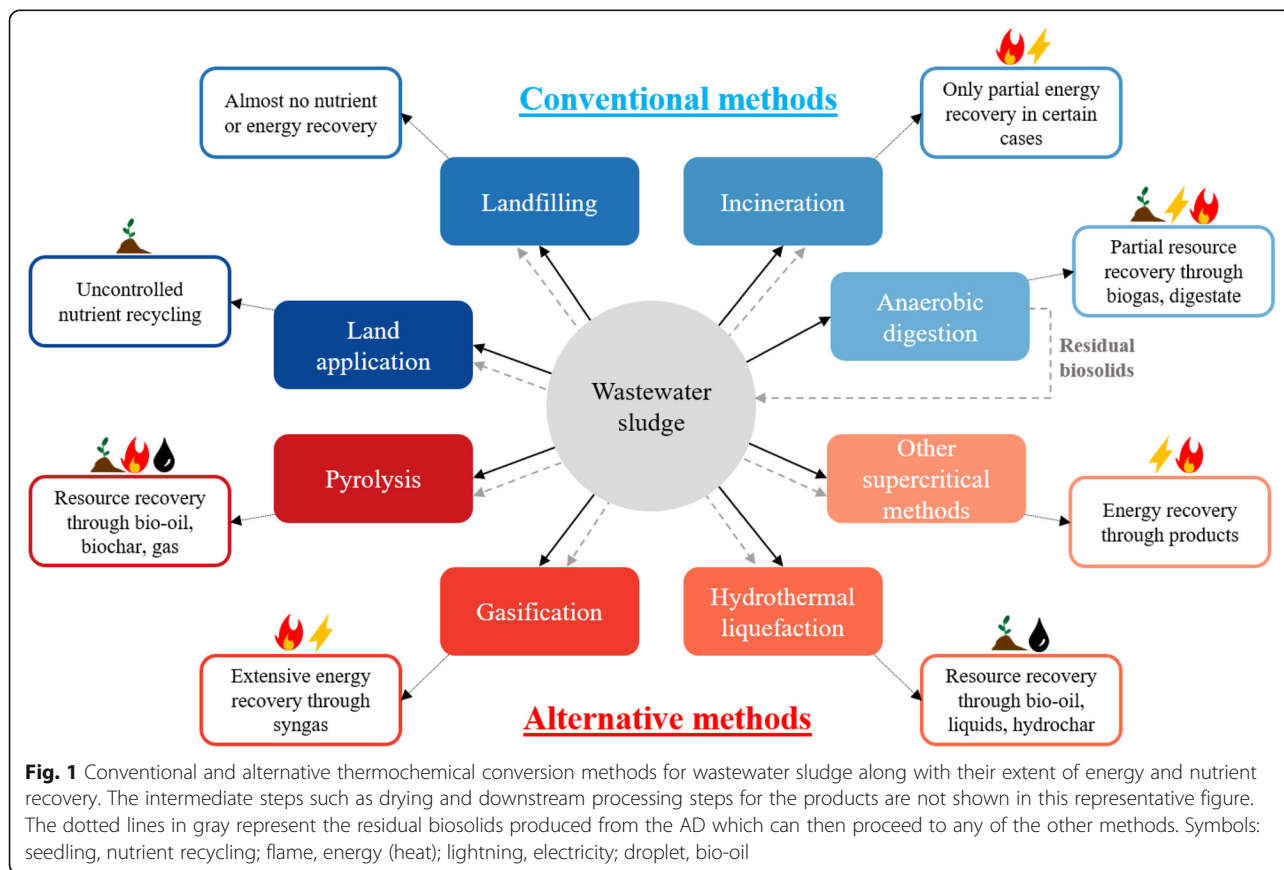 Conventional methods
Almost no nutrient
or energy recovery
Only partial energy
recovery in certain
cases
Landfilling
Incineration
Uncontrolled
nutrient recycling
Land
application
Anaerobic
digestion
Partial resource
recovery through
biogas, digestate
Residual
biosolids
Wastewater
sludge
Pyrolysis
Resource recovery
through bio-oil,
biochar, gas
Other
supercritical
methods
Energy recovery
through products
Gasification
Hydrothermal
liquefaction
Extensive energy
recovery through
syngas
Resource recovery
through bio-oil,
liquids, hydrochar
Alternative methods
Fig. 1 Conventional and alternative thermochemical conversion methods for wastewater sludge along with their extent of energy and nutrient
recovery. The intermediate steps such as drying and downstream processing steps for the products are not shown in this representative figure.
The dotted lines in gray represent the residual biosolids produced from the AD which can then proceed to any of the other methods. Symbols:
seedling, nutrient recycling; flame, energy (heat); lightning, electricity; droplet, bio-oil